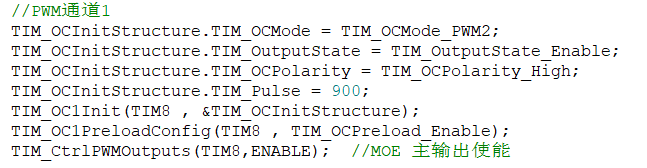 //PWM通道1
TIM_OCInitStructure.TIM_OCMode = TIM_OCMode_PWM2;
TIM_OCInitStructure.TIM_OutputState = TIM_OutputState_Enable;
TIM_OCInitStructure.TIM_OCPolarity = TIM_OCPolarity_High;
TIM_OCInitStructure.TIM_Pulse = 900;
TIM_OC1Init(TIM8 , &TIM_OCInitStructure);
TIM_OC1PreloadConfig(TIM8 , TIM_OCPreload_Enable);
TIM_CtrlPWMOutputs(TIM8,ENABLE);  //MOE 主输出使能